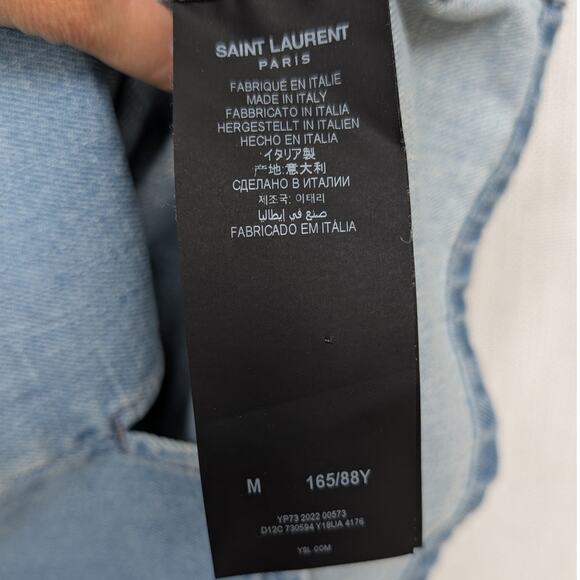 SAINT LAURENT
PARIS
FABRIQUÉ EN ITALIE
MADE IN ITALY
FABBRICATO IN ITALIA
HERGESTELLT IN ITALIEN
HECHO EN ITALIA
イタリア製
产地:意大利
СДЕЛАНО В ИТАЛИИ
제조국: 이태리
صنع في إيطاليا
FABRICADO EM ITÁLIA
M 165/88Y
YP73 2022 00573
D12C 730594 Y18UA 4176
YSL.COM